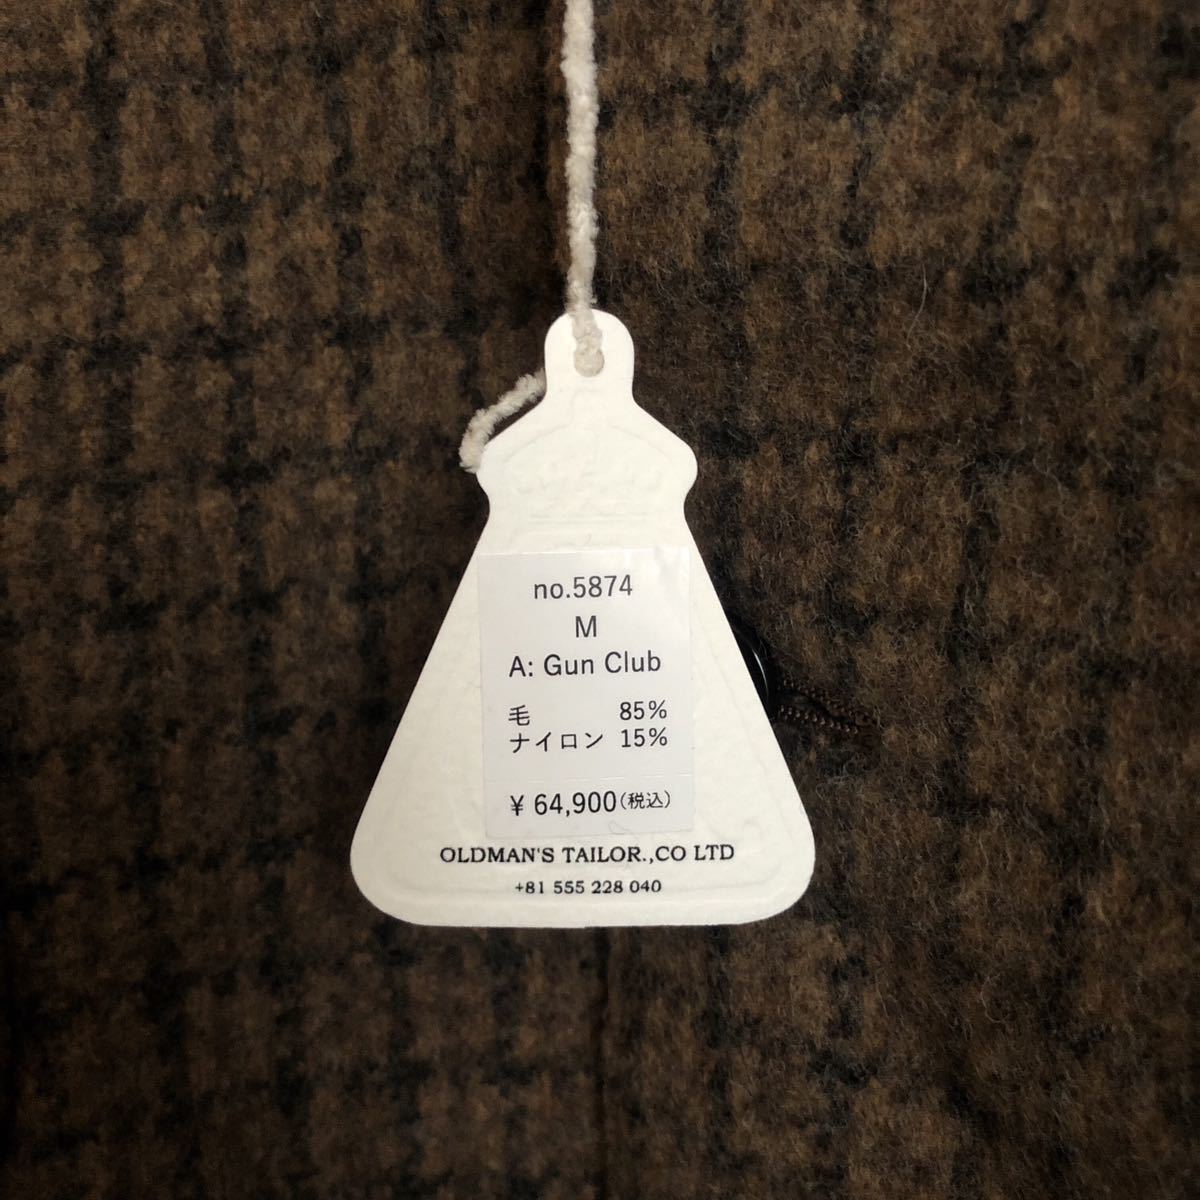 no.5874
M
A: Gun Club
毛 85%
ナイロン 15%
¥ 64,900(税込)
OLDMAN'S TAILOR.,CO LTD
+81 555 228 040